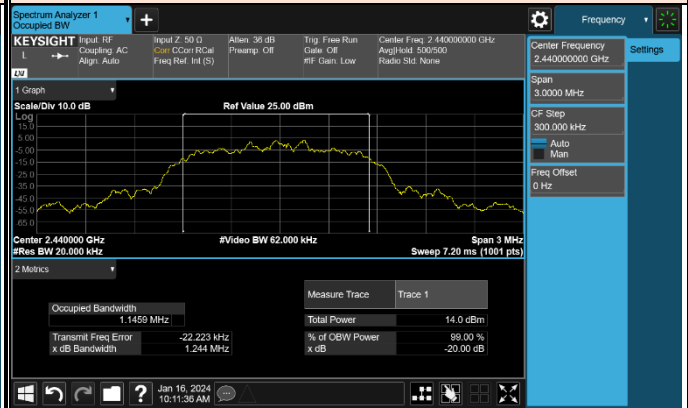 Spectrum Analyzer 1
Occupied BW
Frequency
KEYSIGHT
L
Input: RF
Coupling: AC
Align: Auto
Input Z: 50 Ω
Corr CCorr RCal
Freq Ref: Int (S)
Atten: 36 dB
Preamp: Off
Trig: Free Run
Gate: Off
#IF Gain: Low
Center Freq: 2.440000000 GHz
Avg|Hold: 500/500
Radio Std: None
LNI
Center Frequency
2.440000000 GHz
Settings
Span
3.0000 MHz
CF Step
300.000 kHz
Auto
Man
Freq Offset
0 Hz
1 Graph
Scale/Div 10.0 dB
Ref Value 25.00 dBm
Log
15.0
5.00
-5.00
-15.0
-25.0
-35.0
-45.0
-55.0
-65.0
Center 2.440000 GHz
#Video BW 62.000 kHz
Span 3 MHz
#Res BW 20.000 kHz
Sweep 7.20 ms (1001 pts)
2 Metrics
Measure Trace
Trace 1
Occupied Bandwidth
1.1459 MHz
Total Power
14.0 dBm
Transmit Freq Error
-22.223 kHz
% of OBW Power
99.00 %
x dB Bandwidth
1.244 MHz
x dB
-20.00 dB
?
Jan 16, 2024
10:11:36 AM